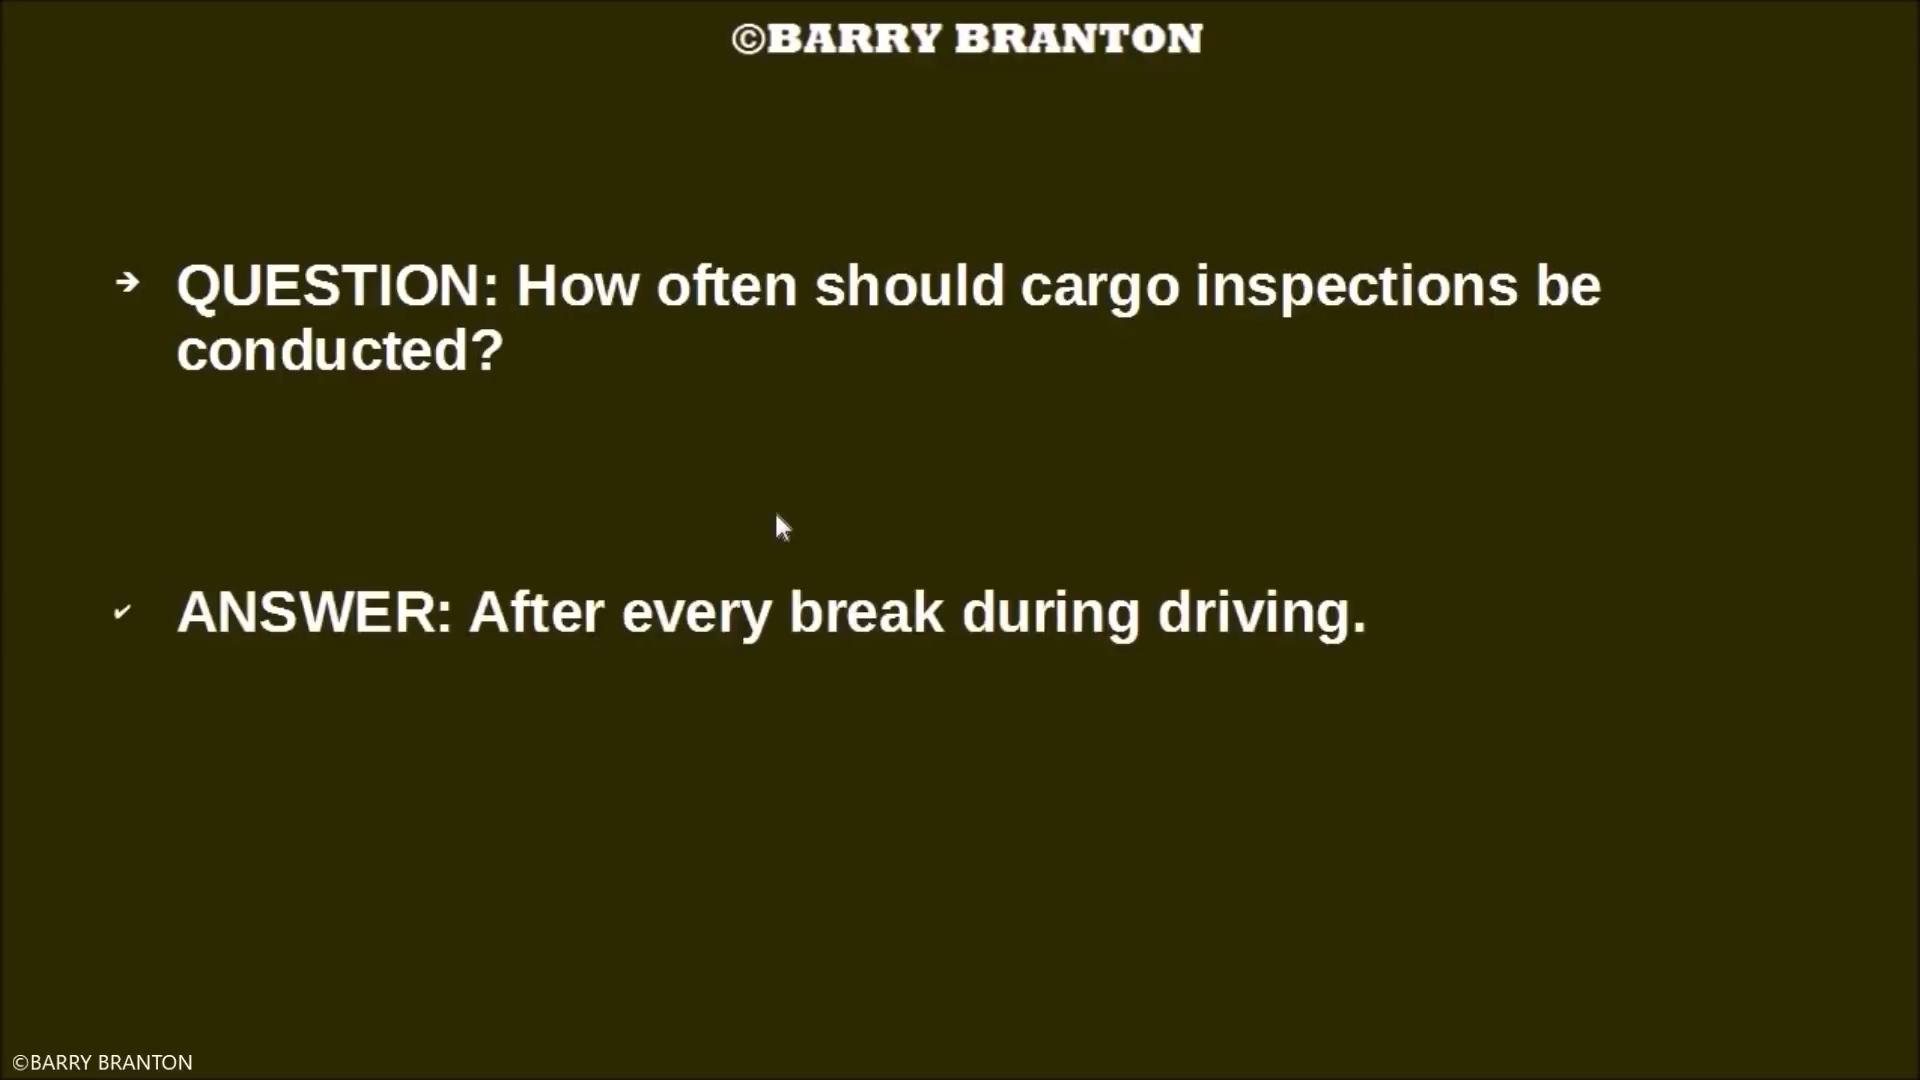 ©BARRY BRANTON
➔ QUESTION: How often should cargo inspections be
conducted?
✔ ANSWER: After every break during driving.
©BARRY BRANTON